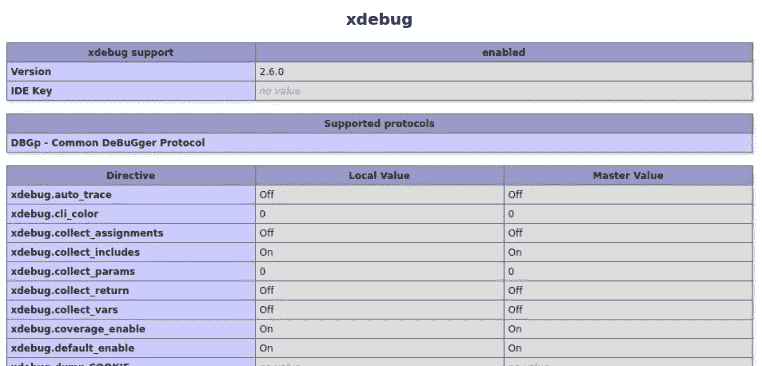 xdebug
xdebug support enabled
Version 2.6.0
IDE Key no value
Supported protocols
DBGp - Common DeBuGger Protocol
Directive Local Value Master Value
xdebug.auto_trace Off Off
xdebug.cli_color 0 0
xdebug.collect_assignments Off Off
xdebug.collect_includes On On
xdebug.collect_params 0 0
xdebug.collect_return Off Off
xdebug.collect_vars Off Off
xdebug.coverage_enable On On
xdebug.default_enable On On